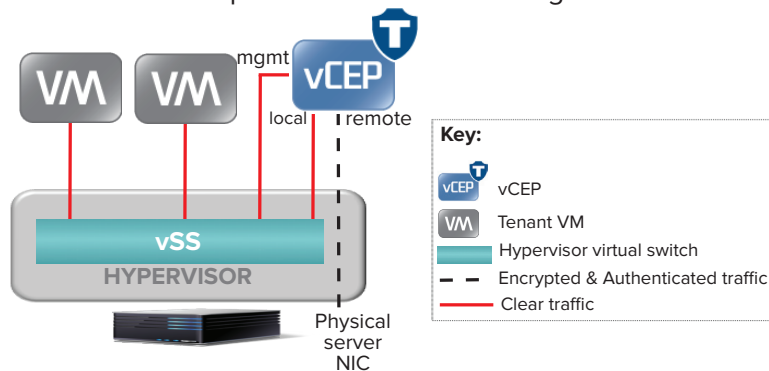 T
mgmt
VM
VM
vCEP
local
remote
vSS
HYPERVISOR
Physical
server
NIC
Key:
vCEP
T
vCEP
VM
Tenant VM
Hypervisor virtual switch
Encrypted & Authenticated traffic
Clear traffic